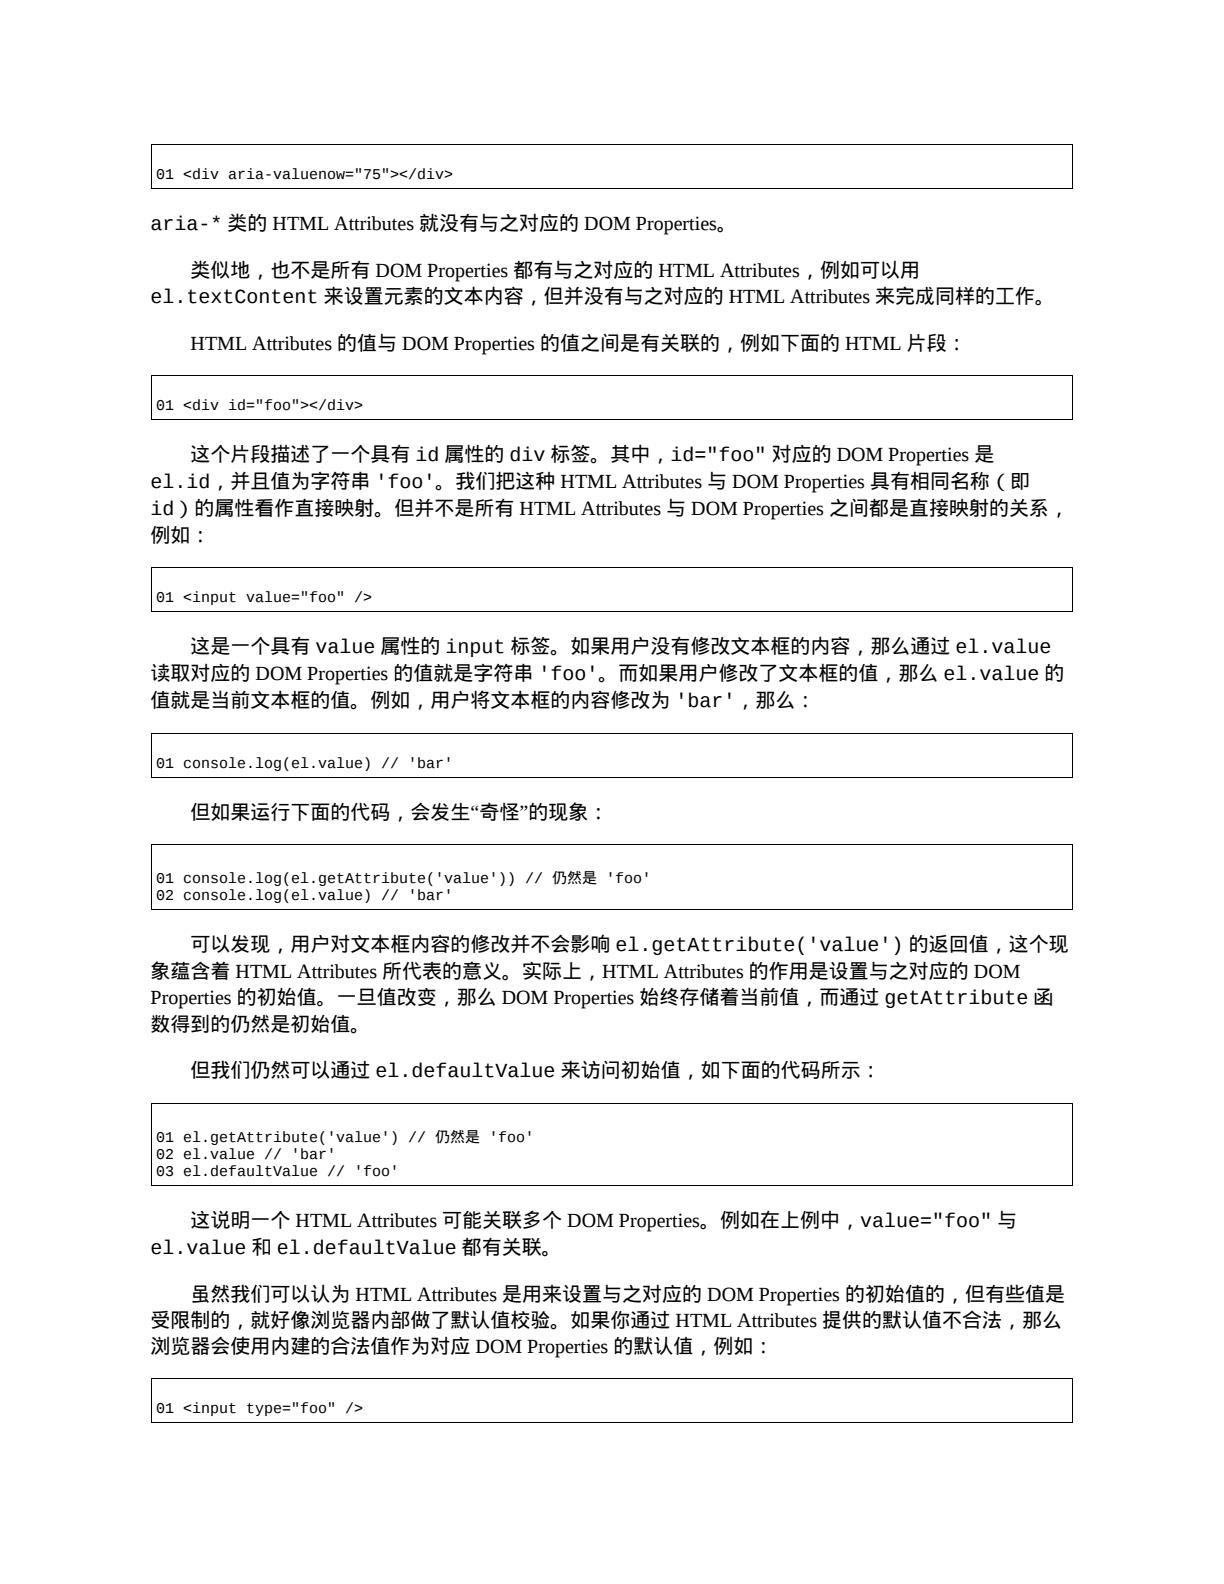 01 <div aria-valuenow="75"></div>
aria-* 类的 HTML Attributes 就没有与之对应的 DOM Properties。
类似地，也不是所有 DOM Properties 都有与之对应的 HTML Attributes，例如可以用
el.textContent 来设置元素的文本内容，但并没有与之对应的 HTML Attributes 来完成同样的工作。
HTML Attributes 的值与 DOM Properties 的值之间是有关联的，例如下面的 HTML 片段：
01 <div id="foo"></div>
这个片段描述了一个具有 id 属性的 div 标签。其中，id="foo" 对应的 DOM Properties 是
el.id，并且值为字符串 'foo'。我们把这种 HTML Attributes 与 DOM Properties 具有相同名称（即
id）的属性看作直接映射。但并不是所有 HTML Attributes 与 DOM Properties 之间都是直接映射的关系，
例如：
01 <input value="foo" />
这是一个具有 value 属性的 input 标签。如果用户没有修改文本框的内容，那么通过 el.value
读取对应的 DOM Properties 的值就是字符串 'foo'。而如果用户修改了文本框的值，那么 el.value 的
值就是当前文本框的值。例如，用户将文本框的内容修改为 'bar'，那么：
01 console.log(el.value) // 'bar'
但如果运行下面的代码，会发生“奇怪”的现象：
01 console.log(el.getAttribute('value')) // 仍然是 'foo'
02 console.log(el.value) // 'bar'
可以发现，用户对文本框内容的修改并不会影响 el.getAttribute('value') 的返回值，这个现
象蕴含着 HTML Attributes 所代表的意义。实际上，HTML Attributes 的作用是设置与之对应的 DOM
Properties 的初始值。一旦值改变，那么 DOM Properties 始终存储着当前值，而通过 getAttribute 函
数得到的仍然是初始值。
但我们仍然可以通过 el.defaultValue 来访问初始值，如下面的代码所示：
01 el.getAttribute('value') // 仍然是 'foo'
02 el.value // 'bar'
03 el.defaultValue // 'foo'
这说明一个 HTML Attributes 可能关联多个 DOM Properties。例如在上例中，value="foo" 与
el.value 和 el.defaultValue 都有关联。
虽然我们可以认为 HTML Attributes 是用来设置与之对应的 DOM Properties 的初始值的，但有些值是
受限制的，就好像浏览器内部做了默认值校验。如果你通过 HTML Attributes 提供的默认值不合法，那么
浏览器会使用内建的合法值作为对应 DOM Properties 的默认值，例如：
01 <input type="foo" />